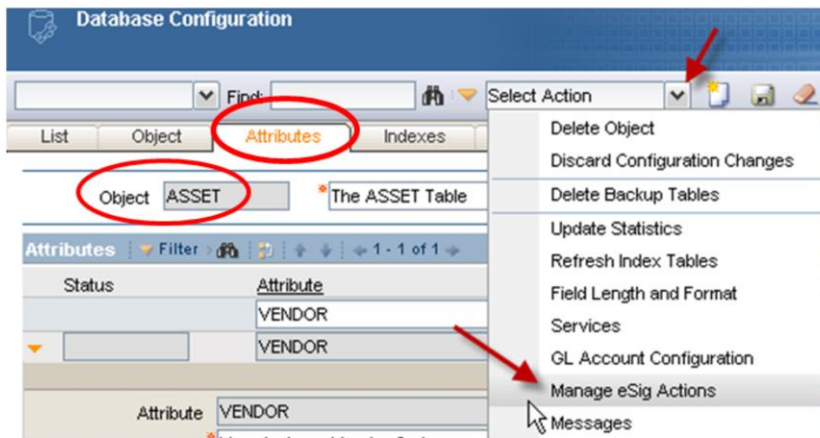 Database Configuration
Find: Select Action
List Object Attributes Indexes
Delete Object
Discard Configuration Changes
Object ASSET *The ASSET Table
Delete Backup Tables
Update Statistics
Attributes Filter 1 - 1 of 1
Refresh Index Tables
Status Attribute
Field Length and Format
VENDOR
Services
VENDOR
GL Account Configuration
Manage eSig Actions
Attribute VENDOR
Messages